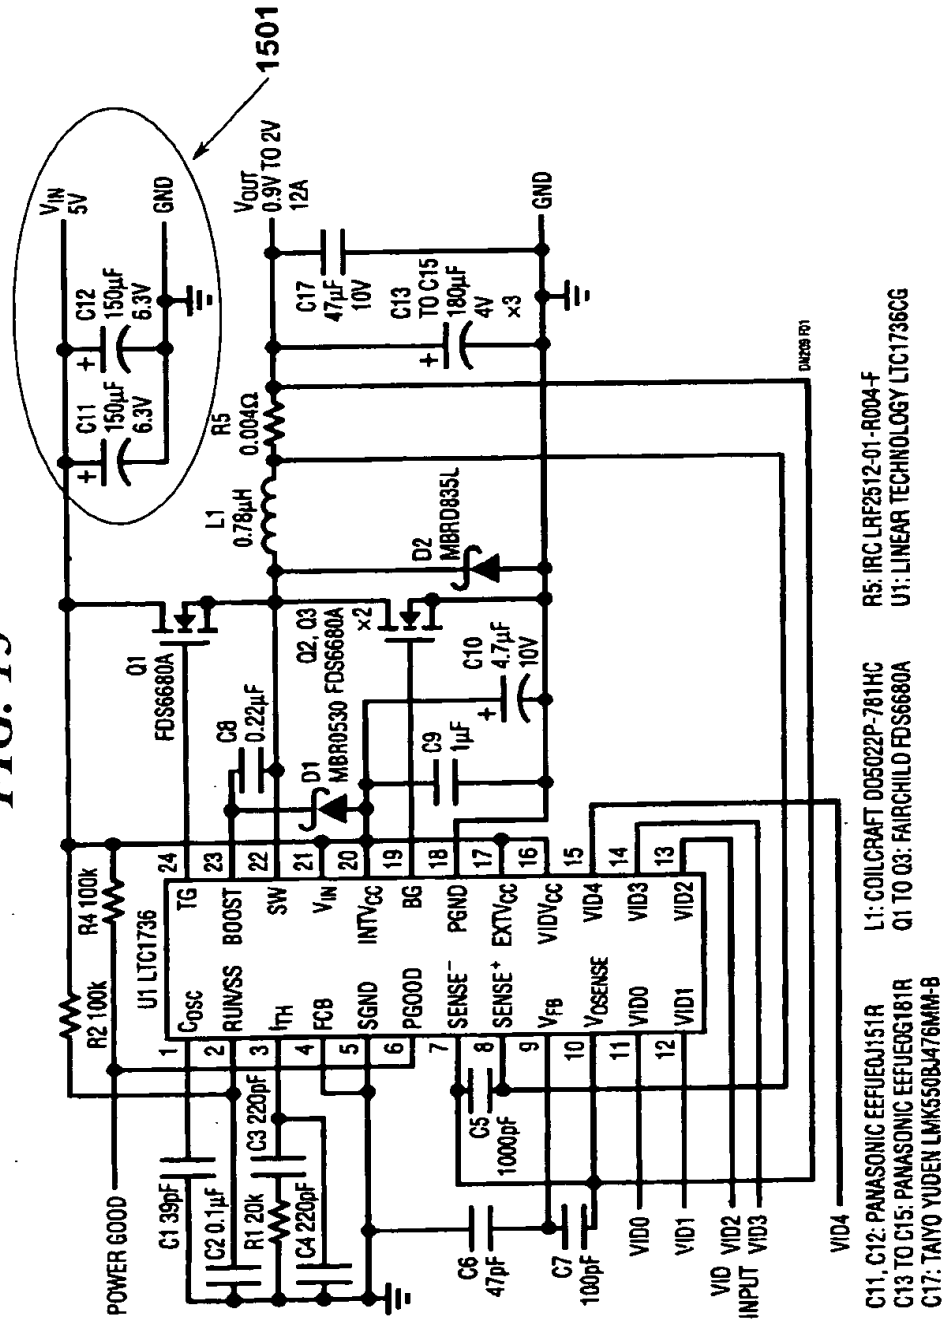 FIG. 15
1501
VIN
5V
GND
C11
150µF
6.3V
C12
150µF
6.3V
VOUT
0.9V TO 2V
12A
GND
C17
47µF
10V
C13
TO C15
180µF
4V
×3
R5
0.004Ω
L1
0.78µH
D2
MBRD835L
Q1
FDS6680A
Q2, Q3
FDS6680A
×2
C8
0.22µF
D1
MBR0530
C9
1µF
C10
4.7µF
10V
DN209 F01
POWER GOOD
R2 100k
R4 100k
U1 LTC1736
1 COSC
2 RUN/SS
3 ITH
4 FCB
5 SGND
6 PGOOD
7 SENSE−
8 SENSE+
9 VFB
10 VOSENSE
11 VID0
12 VID1
TG 24
BOOST 23
SW 22
VIN 21
INTVCC 20
BG 19
PGND 18
EXTVCC 17
VIDVCC 16
VID4 15
VID3 14
VID2 13
C1 39pF
C2 0.1µF
R1 20k
C3 220pF
C4 220pF
C5
1000pF
C6
47pF
C7
100pF
VID0
VID1
VID
INPUT
VID2
VID3
VID4
C11, C12: PANASONIC EEFUE0J151R
C13 TO C15: PANASONIC EEFUE0G181R
C17: TAIYO YUDEN LMK550BJ476MM-B
L1: COILCRAFT DO5022P-781HC
Q1 TO Q3: FAIRCHILD FDS6680A
R5: IRC LRF2512-01-R004-F
U1: LINEAR TECHNOLOGY LTC1736CG